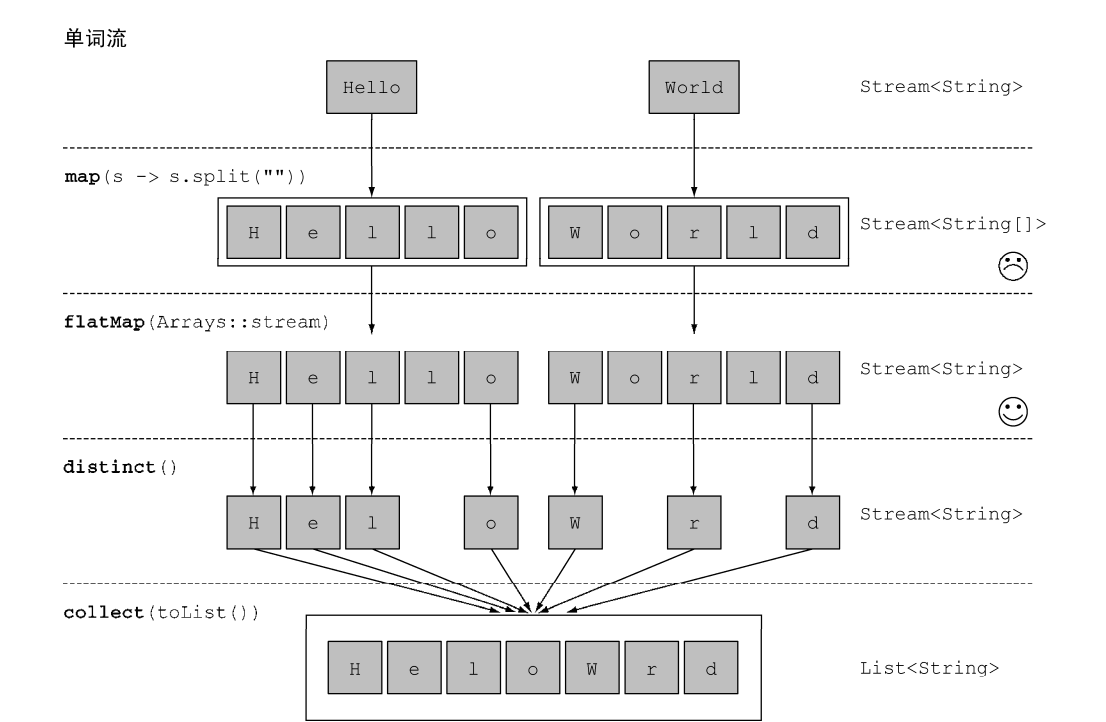 单词流
Hello World Stream<String>
map(s -> s.split(""))
H e l l o W o r l d Stream<String[]>
flatMap(Arrays::stream)
H e l l o W o r l d Stream<String>
distinct()
H e l o W r d Stream<String>
collect(toList())
H e l o W r d List<String>